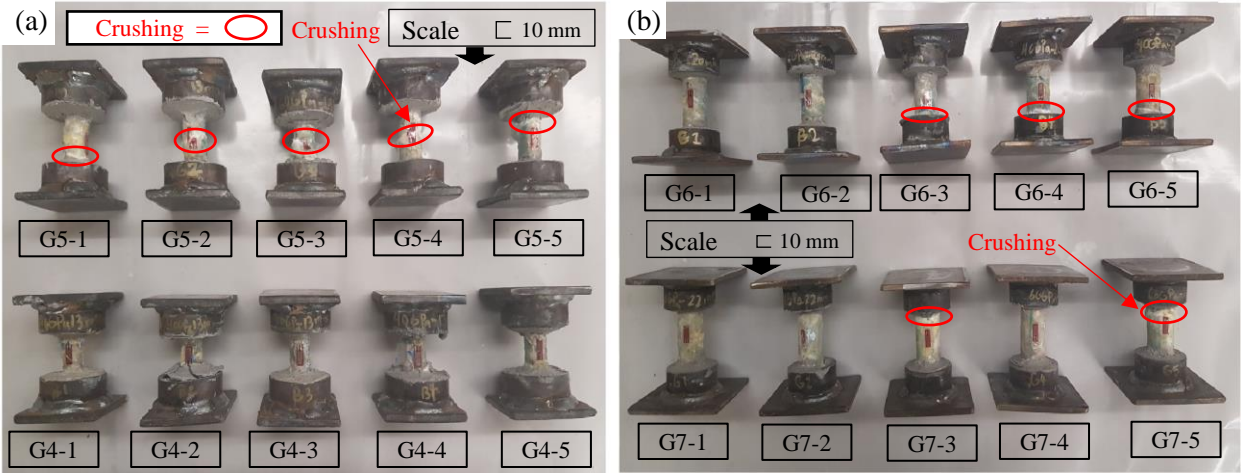 (a)
Crushing =
Crushing
Scale
10 mm
G5-1
G5-2
G5-3
G5-4
G5-5
G4-1
G4-2
G4-3
G4-4
G4-5
(b)
B-1
B-2
G6-1
G6-2
G6-3
G6-4
G6-5
Scale
10 mm
Crushing
G7-1
G7-2
G7-3
G7-4
G7-5